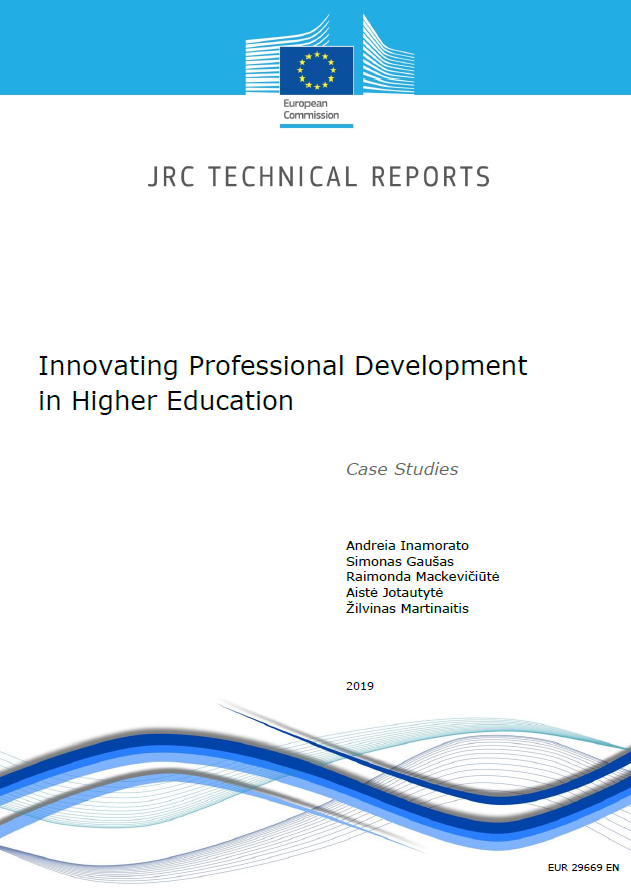 European
Commission
JRC TECHNICAL REPORTS
Innovating Professional Development
in Higher Education
Case Studies
Andreia Inamorato
Simonas Gaušas
Raimonda Mackevičiūtė
Aistė Jotautytė
Žilvinas Martinaitis
2019
EUR 29669 EN